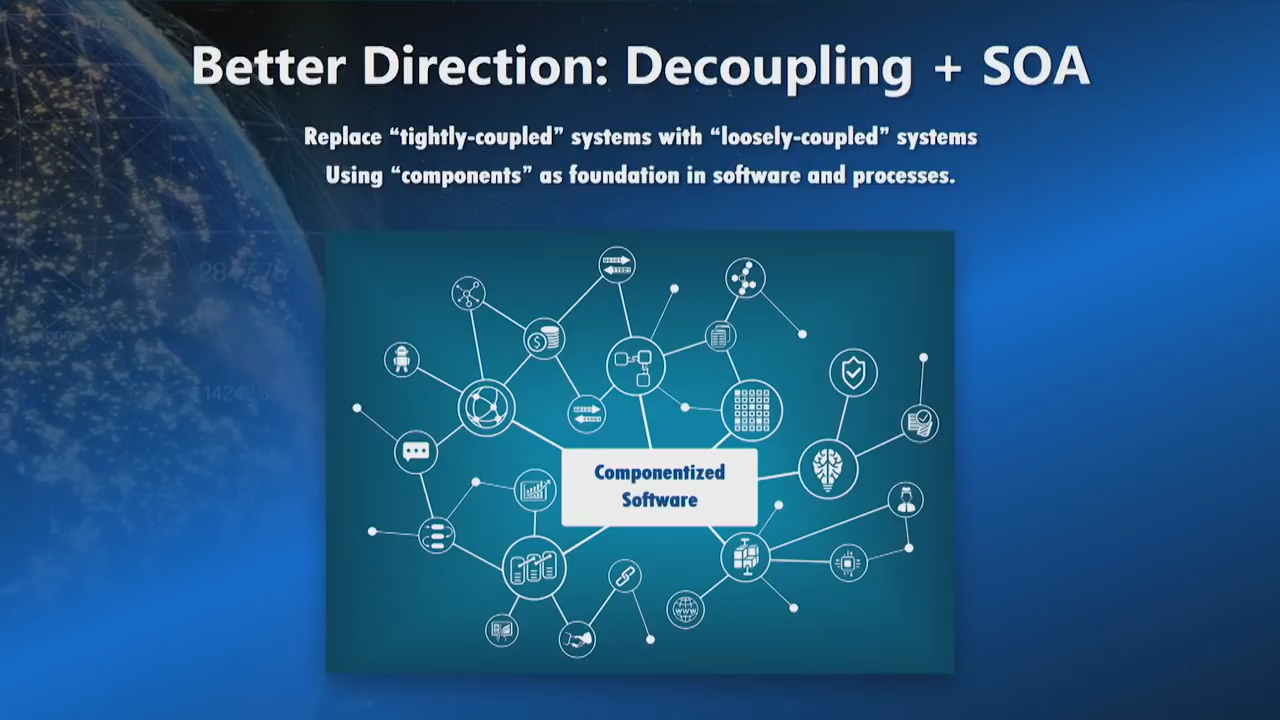 Better Direction: Decoupling + SOA
Replace “tightly-coupled” systems with “loosely-coupled” systems
Using “components” as foundation in software and processes.
Componentized
Software
WWW